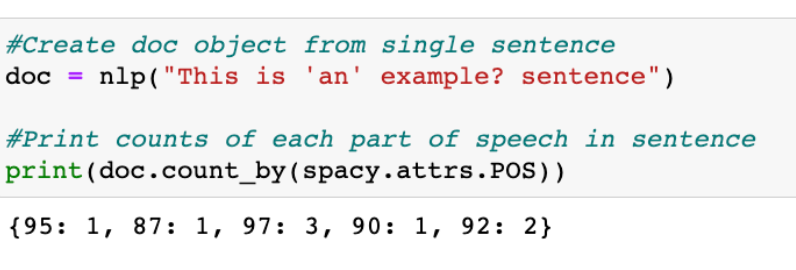 #Create doc object from single sentence
doc = nlp("This is 'an' example? sentence")
#Print counts of each part of speech in sentence
print(doc.count_by(spacy.attrs.POS))
{95: 1, 87: 1, 97: 3, 90: 1, 92: 2}